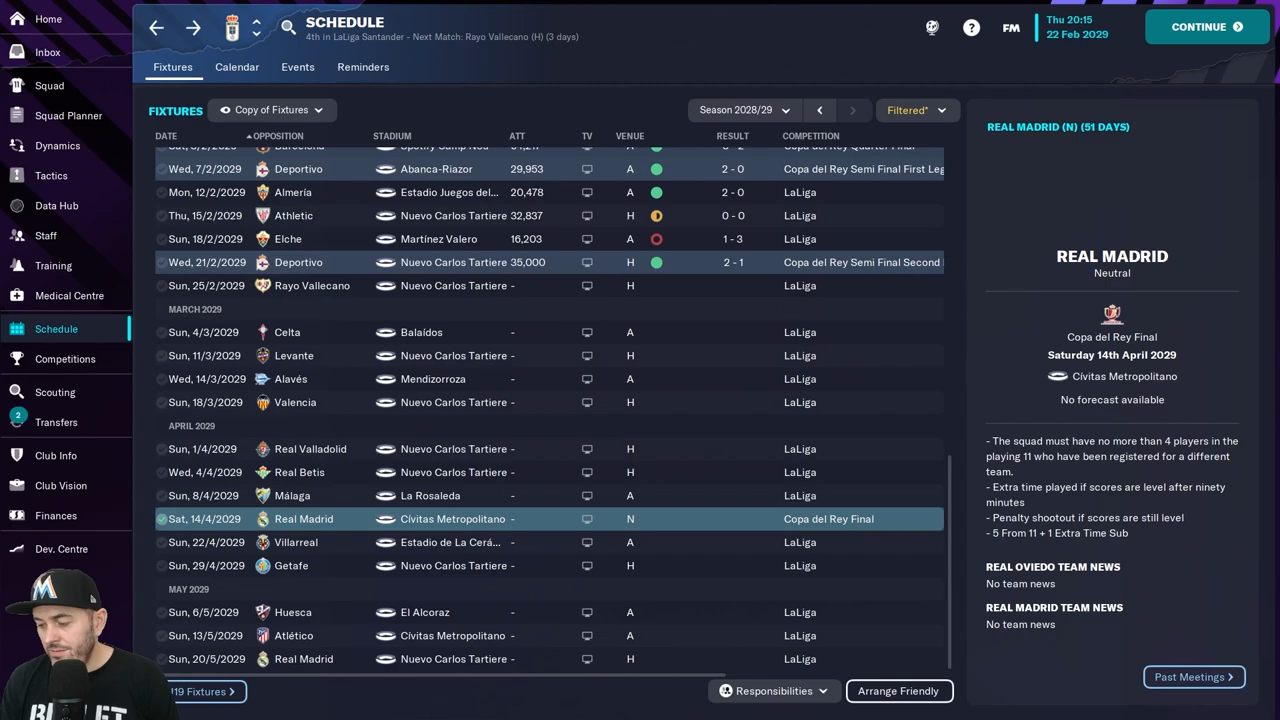 Home
Inbox
Squad
Squad Planner
Dynamics
Tactics
Data Hub
Staff
Training
Medical Centre
Schedule
Competitions
Scouting
2
Transfers
Club Info
Club Vision
Finances
Dev. Centre
SCHEDULE
4th in LaLiga Santander - Next Match: Rayo Vallecano (H) (3 days)
FM
Thu 20:15
22 Feb 2029
CONTINUE
Fixtures Calendar Events Reminders
FIXTURES Copy of Fixtures Season 2028/29 Filtered*
DATE OPPOSITION STADIUM ATT TV VENUE RESULT COMPETITION
Wed, 7/2/2029 Deportivo Abanca-Riazor 29,953 A 2 - 0 Copa del Rey Semi Final First Leg
Mon, 12/2/2029 Almería Estadio Juegos del... 20,478 A 2 - 0 LaLiga
Thu, 15/2/2029 Athletic Nuevo Carlos Tartiere 32,837 H 0 - 0 LaLiga
Sun, 18/2/2029 Elche Martínez Valero 16,203 A 1 - 3 LaLiga
Wed, 21/2/2029 Deportivo Nuevo Carlos Tartiere 35,000 H 2 - 1 Copa del Rey Semi Final Second
Sun, 25/2/2029 Rayo Vallecano Nuevo Carlos Tartiere - H LaLiga
MARCH 2029
Sun, 4/3/2029 Celta Balaídos - A LaLiga
Sun, 11/3/2029 Levante Nuevo Carlos Tartiere - H LaLiga
Wed, 14/3/2029 Alavés Mendizorroza - A LaLiga
Sun, 18/3/2029 Valencia Nuevo Carlos Tartiere - H LaLiga
APRIL 2029
Sun, 1/4/2029 Real Valladolid Nuevo Carlos Tartiere - H LaLiga
Wed, 4/4/2029 Real Betis Nuevo Carlos Tartiere - H LaLiga
Sun, 8/4/2029 Málaga La Rosaleda - A LaLiga
Sat, 14/4/2029 Real Madrid Cívitas Metropolitano - N Copa del Rey Final
Sun, 22/4/2029 Villarreal Estadio de La Cerá... - A LaLiga
Sun, 29/4/2029 Getafe Nuevo Carlos Tartiere - H LaLiga
MAY 2029
Sun, 6/5/2029 Huesca El Alcoraz - A LaLiga
Sun, 13/5/2029 Atlético Cívitas Metropolitano - A LaLiga
Sun, 20/5/2029 Real Madrid Nuevo Carlos Tartiere - H LaLiga
U19 Fixtures Responsibilities Arrange Friendly
REAL MADRID (N) (51 DAYS)
REAL MADRID
Neutral
Copa del Rey Final
Saturday 14th April 2029
Cívitas Metropolitano
No forecast available
- The squad must have no more than 4 players in the
playing 11 who have been registered for a different
team.
- Extra time played if scores are level after ninety
minutes
- Penalty shootout if scores are still level
- 5 From 11 + 1 Extra Time Sub
REAL OVIEDO TEAM NEWS
No team news
REAL MADRID TEAM NEWS
No team news
Past Meetings